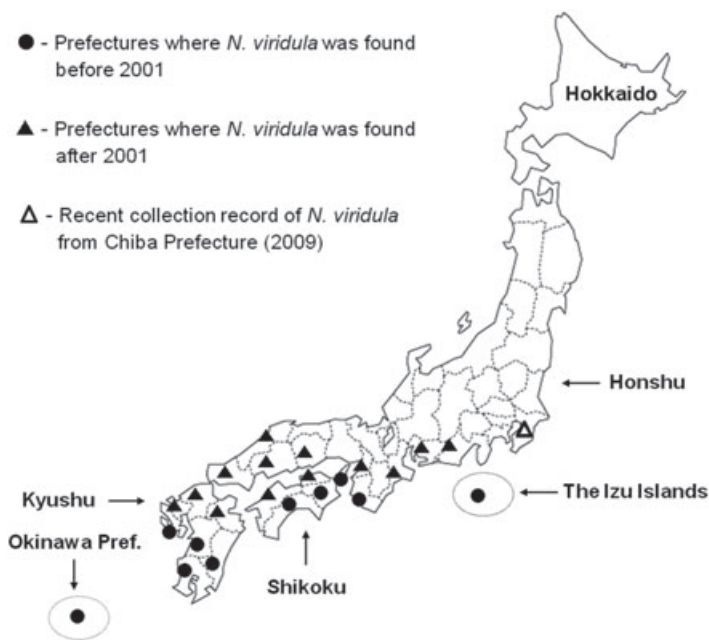 ● - Prefectures where N. viridula was found
before 2001
▲ - Prefectures where N. viridula was found
after 2001
△ - Recent collection record of N. viridula
from Chiba Prefecture (2009)
Hokkaido
Honshu
The Izu Islands
Kyushu
Okinawa Pref.
Shikoku